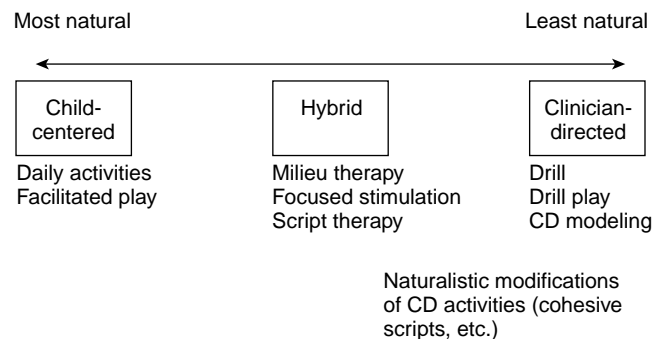 Most natural
Least natural
Child-
centered
Hybrid
Clinician-
directed
Daily activities
Facilitated play
Milieu therapy
Focused stimulation
Script therapy
Drill
Drill play
CD modeling
Naturalistic modifications
of CD activities (cohesive
scripts, etc.)